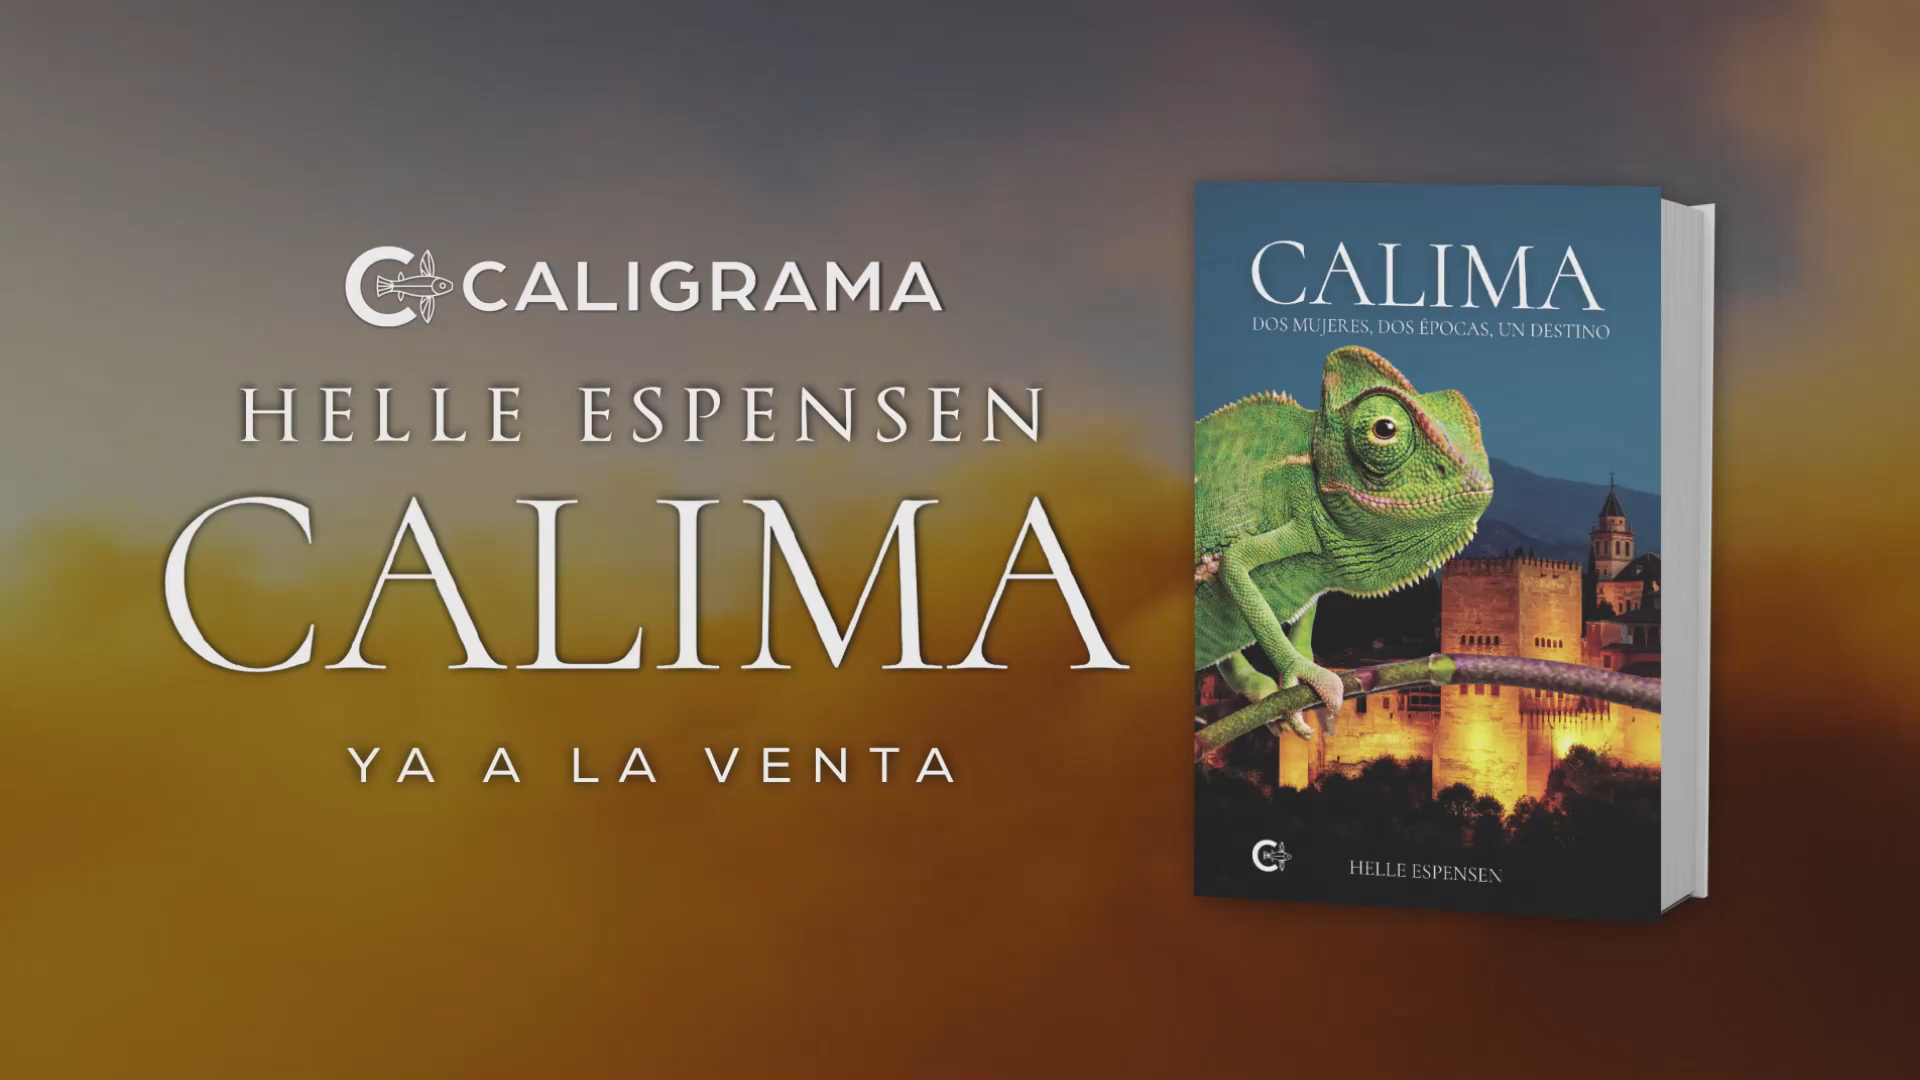 CALIGRAMA
HELLE ESPENSEN
CALIMA
YA A LA VENTA
CALIMA
DOS MUJERES, DOS ÉPOCAS, UN DESTINO
HELLE ESPENSEN